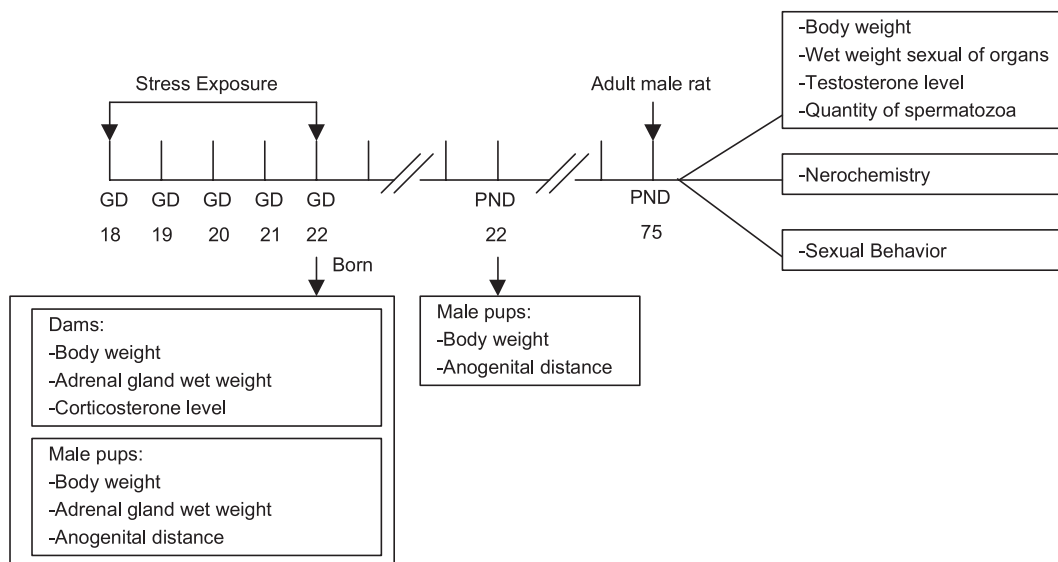 Stress Exposure
Adult male rat
-Body weight
-Wet weight sexual of organs
-Testosterone level
-Quantity of spermatozoa
GD GD GD GD GD PND PND
18 19 20 21 22 22 75
-Nerochemistry
-Sexual Behavior
Born
Dams:
-Body weight
-Adrenal gland wet weight
-Corticosterone level
Male pups:
-Body weight
-Adrenal gland wet weight
-Anogenital distance
Male pups:
-Body weight
-Anogenital distance